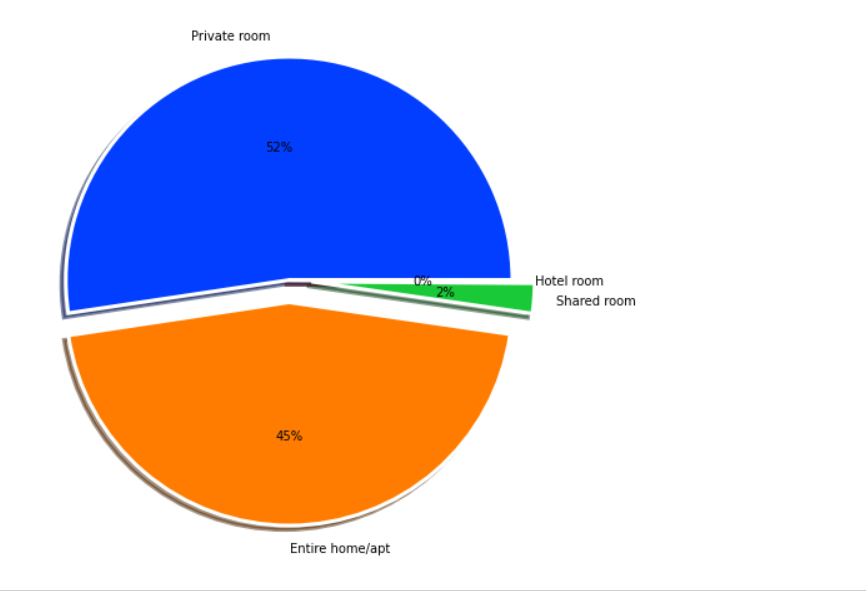 Private room
52%
0%
Hotel room
2%
Shared room
45%
Entire home/apt